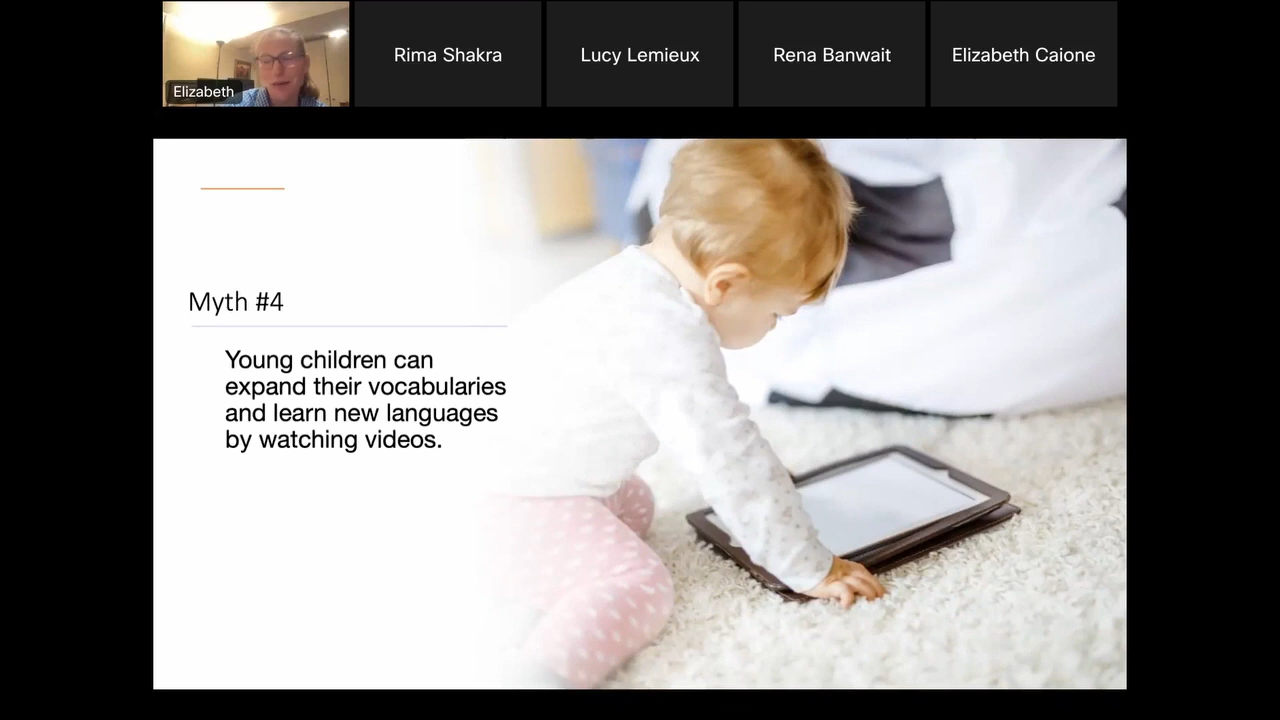 Elizabeth
Rima Shakra
Lucy Lemieux
Rena Banwait
Elizabeth Caione
Myth #4
Young children can
expand their vocabularies
and learn new languages
by watching videos.